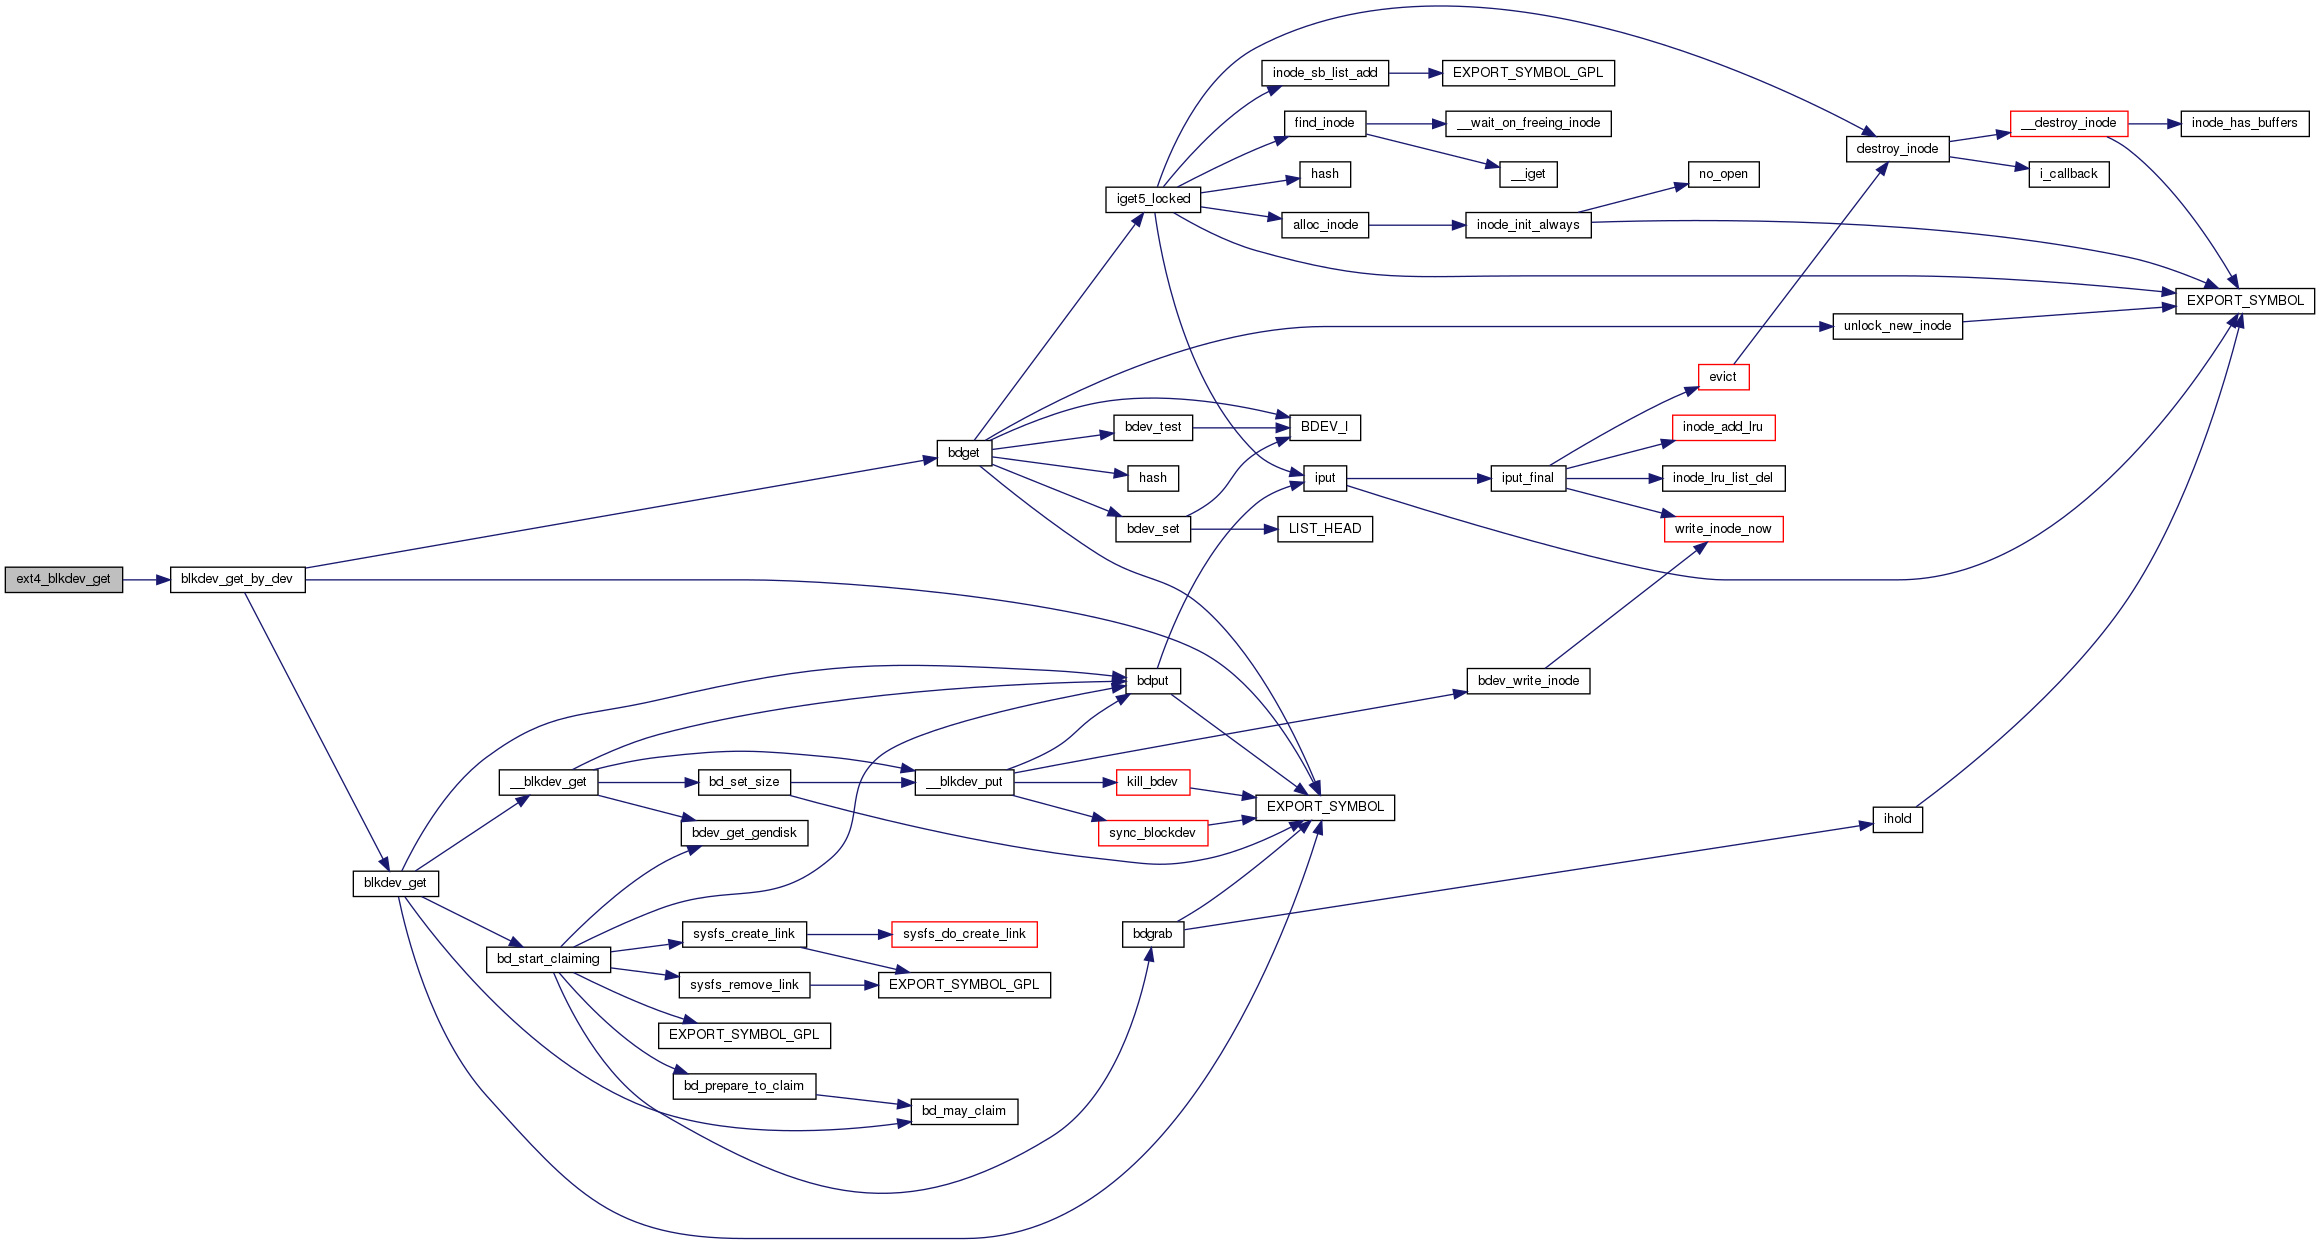 inode_sb_list_add
EXPORT_SYMBOL_GPL
find_inode
__wait_on_freeing_inode
__destroy_inode
inode_has_buffers
destroy_inode
hash
__iget
no_open
i_callback
iget5_locked
alloc_inode
inode_init_always
EXPORT_SYMBOL
unlock_new_inode
evict
bdev_test
BDEV_I
inode_add_lru
bdget
hash
iput
iput_final
inode_lru_list_del
bdev_set
LIST_HEAD
write_inode_now
ext4_blkdev_get
blkdev_get_by_dev
bdput
bdev_write_inode
__blkdev_get
bd_set_size
__blkdev_put
kill_bdev
EXPORT_SYMBOL
bdev_get_gendisk
sync_blockdev
ihold
blkdev_get
sysfs_create_link
sysfs_do_create_link
bdgrab
bd_start_claiming
sysfs_remove_link
EXPORT_SYMBOL_GPL
EXPORT_SYMBOL_GPL
bd_prepare_to_claim
bd_may_claim